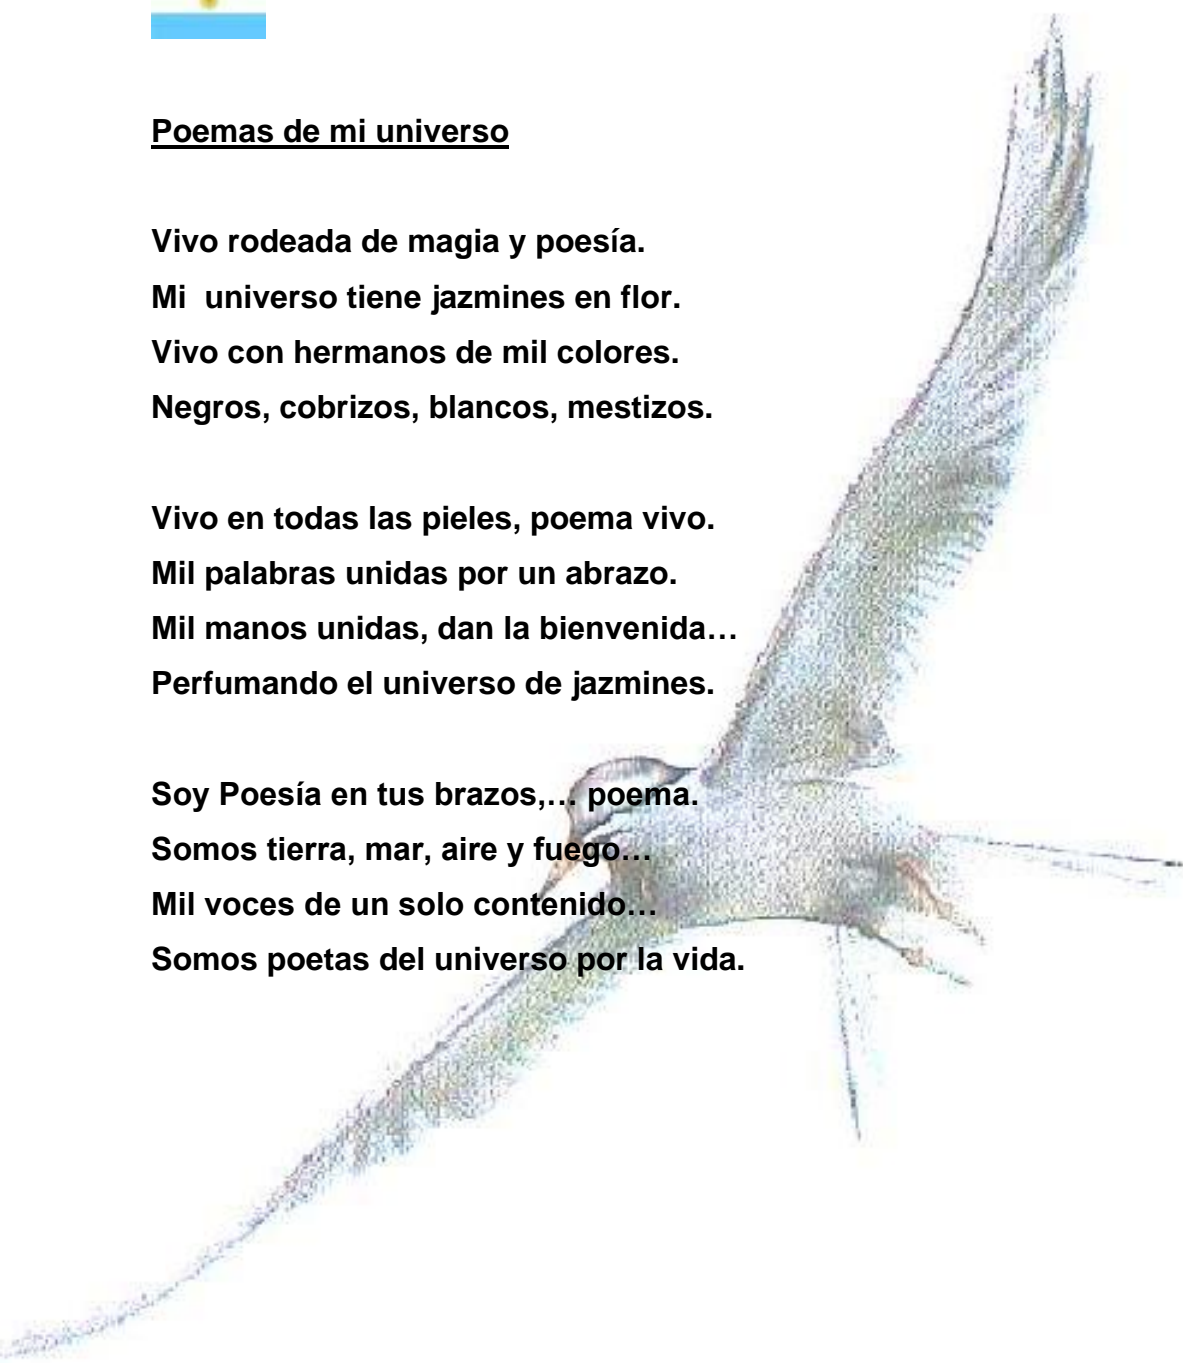 Poemas de mi universo
Vivo rodeada de magia y poesía.
Mi  universo tiene jazmines en flor.
Vivo con hermanos de mil colores.
Negros, cobrizos, blancos, mestizos.
Vivo en todas las pieles, poema vivo.
Mil palabras unidas por un abrazo.
Mil manos unidas, dan la bienvenida…
Perfumando el universo de jazmines.
Soy Poesía en tus brazos,… poema.
Somos tierra, mar, aire y fuego…
Mil voces de un solo contenido…
Somos poetas del universo por la vida.